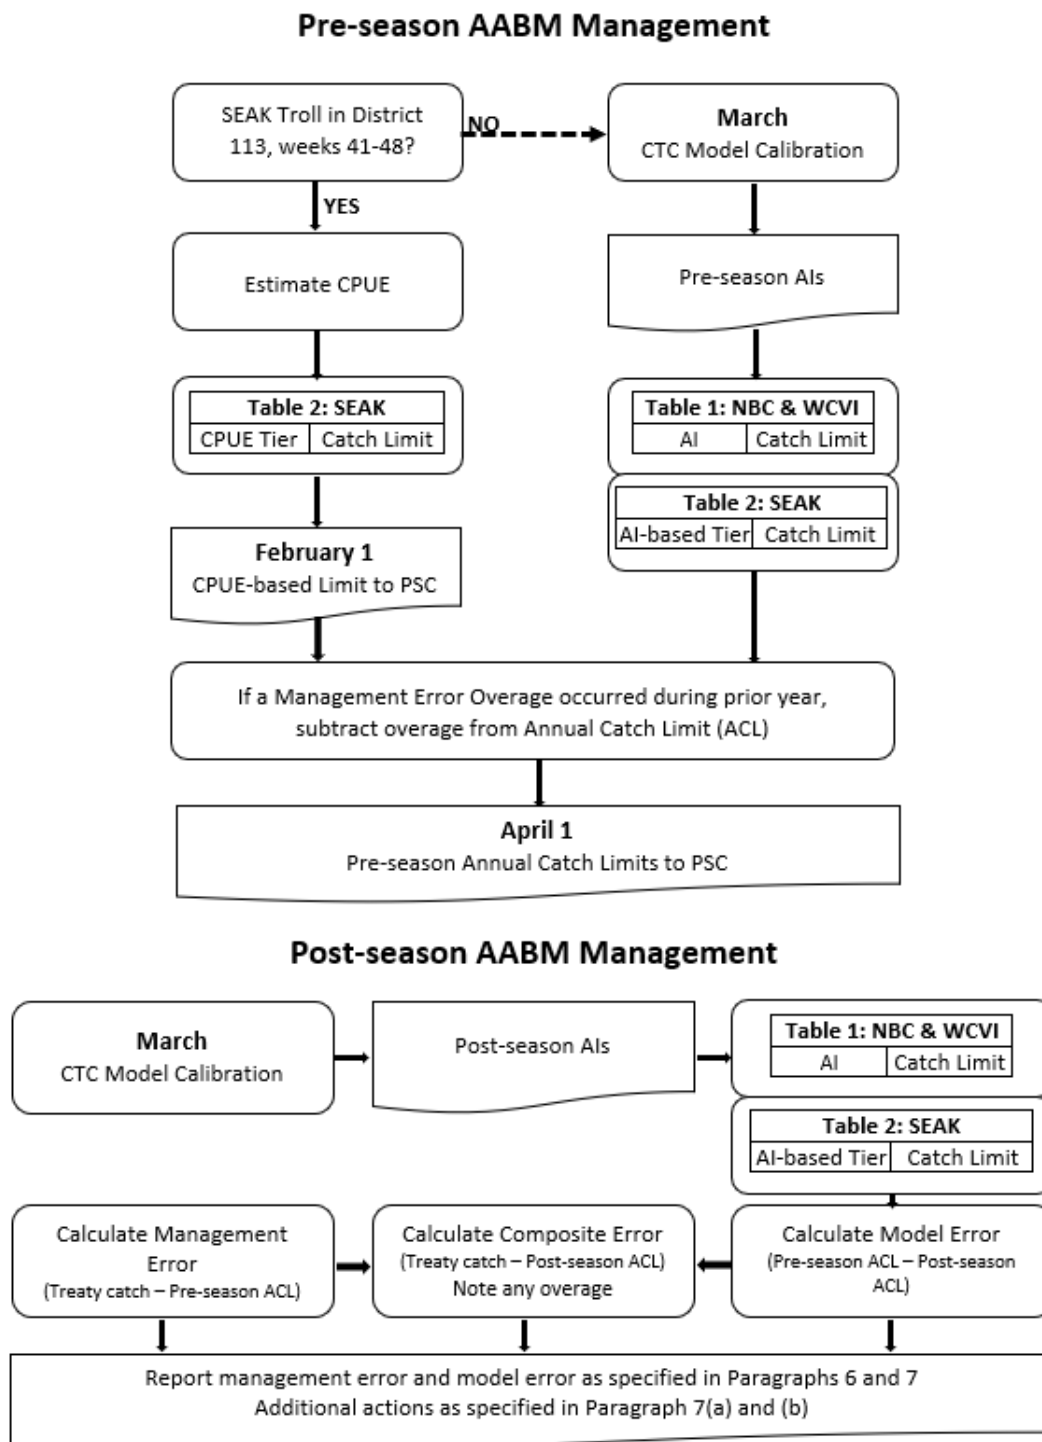 Pre-season AABM Management
SEAK Troll in District
113, weeks 41-48?
NO
March
CTC Model Calibration
YES
Estimate CPUE
Pre-season AIs
Table 2: SEAK
CPUE Tier Catch Limit
Table 1: NBC & WCVI
AI Catch Limit
Table 2: SEAK
AI-based Tier Catch Limit
February 1
CPUE-based Limit to PSC
If a Management Error Overage occurred during prior year,
subtract overage from Annual Catch Limit (ACL)
April 1
Pre-season Annual Catch Limits to PSC
Post-season AABM Management
March
CTC Model Calibration
Post-season AIs
Table 1: NBC & WCVI
AI Catch Limit
Table 2: SEAK
AI-based Tier Catch Limit
Calculate Management
Error
(Treaty catch – Pre-season ACL)
Calculate Composite Error
(Treaty catch – Post-season ACL)
Note any overage
Calculate Model Error
(Pre-season ACL – Post-season
ACL)
Report management error and model error as specified in Paragraphs 6 and 7
Additional actions as specified in Paragraph 7(a) and (b)